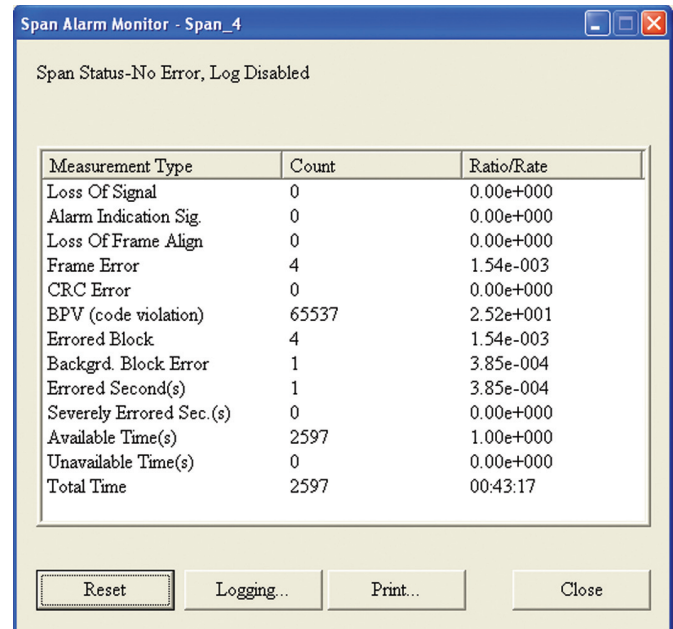 Span Alarm Monitor - Span_4
Span Status-No Error, Log Disabled
Measurement Type Count Ratio/Rate
Loss Of Signal 0 0.00e+000
Alarm Indication Sig. 0 0.00e+000
Loss Of Frame Align 0 0.00e+000
Frame Error 4 1.54e-003
CRC Error 0 0.00e+000
BPV (code violation) 65537 2.52e+001
Errored Block 4 1.54e-003
Backgrd. Block Error 1 3.85e-004
Errored Second(s) 1 3.85e-004
Severely Errored Sec.(s) 0 0.00e+000
Available Time(s) 2597 1.00e+000
Unavailable Time(s) 0 0.00e+000
Total Time 2597 00:43:17
Reset Logging... Print... Close